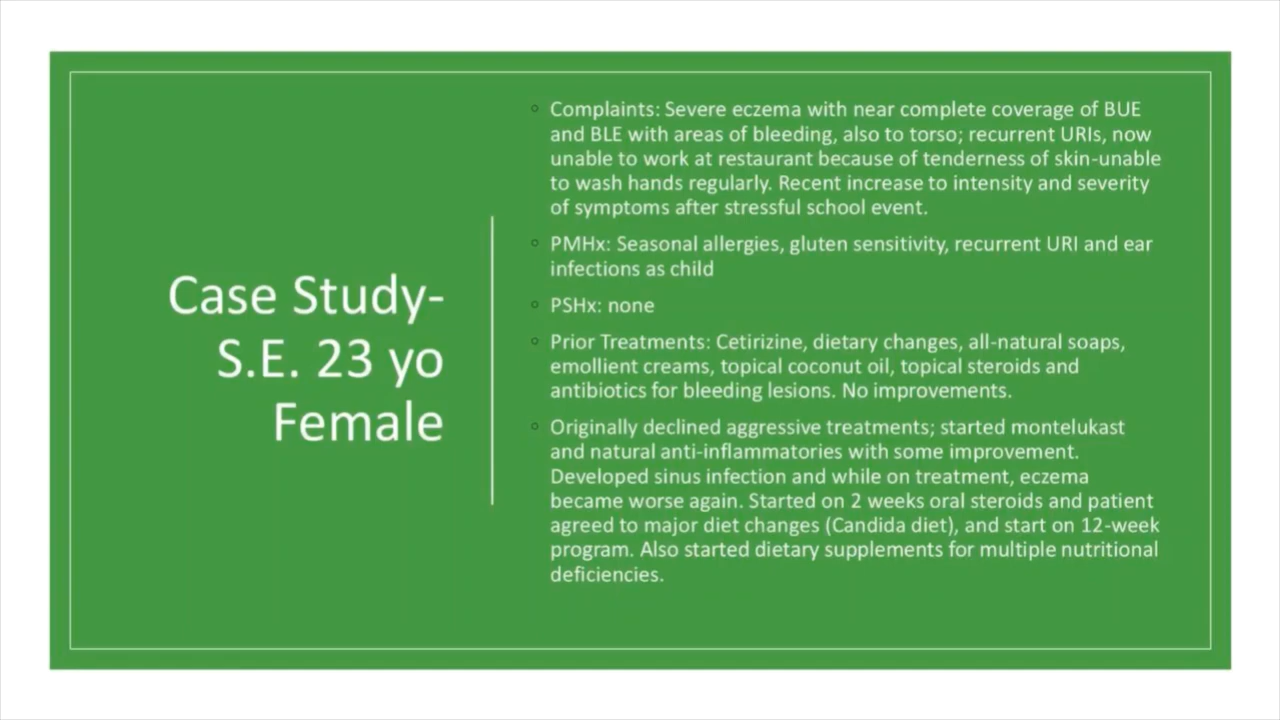 Case Study-
S.E. 23 yo
Female
◦ Complaints: Severe eczema with near complete coverage of BUE
and BLE with areas of bleeding, also to torso; recurrent URIs, now
unable to work at restaurant because of tenderness of skin-unable
to wash hands regularly. Recent increase to intensity and severity
of symptoms after stressful school event.
◦ PMHx: Seasonal allergies, gluten sensitivity, recurrent URI and ear
infections as child
◦ PSHx: none
◦ Prior Treatments: Cetirizine, dietary changes, all-natural soaps,
emollient creams, topical coconut oil, topical steroids and
antibiotics for bleeding lesions. No improvements.
◦ Originally declined aggressive treatments; started montelukast
and natural anti-inflammatories with some improvement.
Developed sinus infection and while on treatment, eczema
became worse again. Started on 2 weeks oral steroids and patient
agreed to major diet changes (Candida diet), and start on 12-week
program. Also started dietary supplements for multiple nutritional
deficiencies.